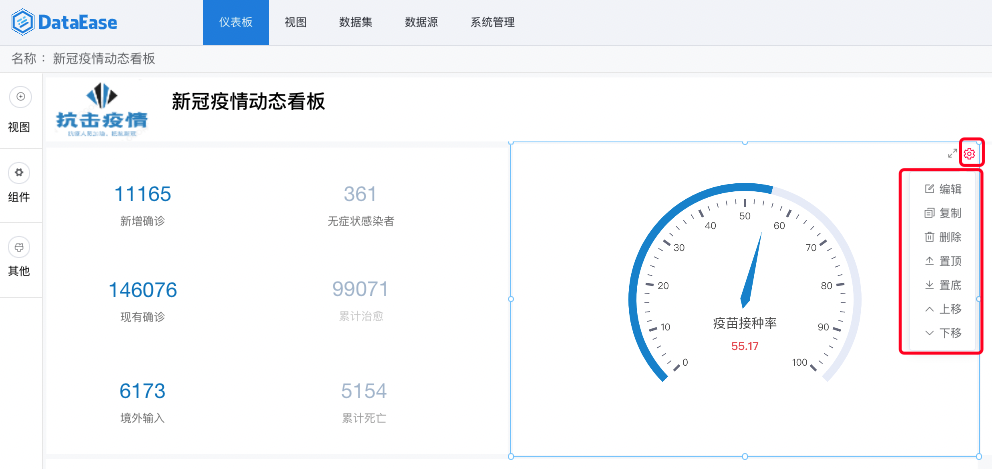 DataEase
仪表板 视图 数据集 数据源 系统管理
名称： 新冠疫情动态看板
视图
组件
其他
抗击疫情
新冠疫情动态看板
11165
新增确诊
361
无症状感染者
146076
现有确诊
99071
累计治愈
6173
境外输入
5154
累计死亡
0
10
20
30
40
50
60
70
80
90
100
疫苗接种率
55.17
编辑
复制
删除
置顶
置底
上移
下移